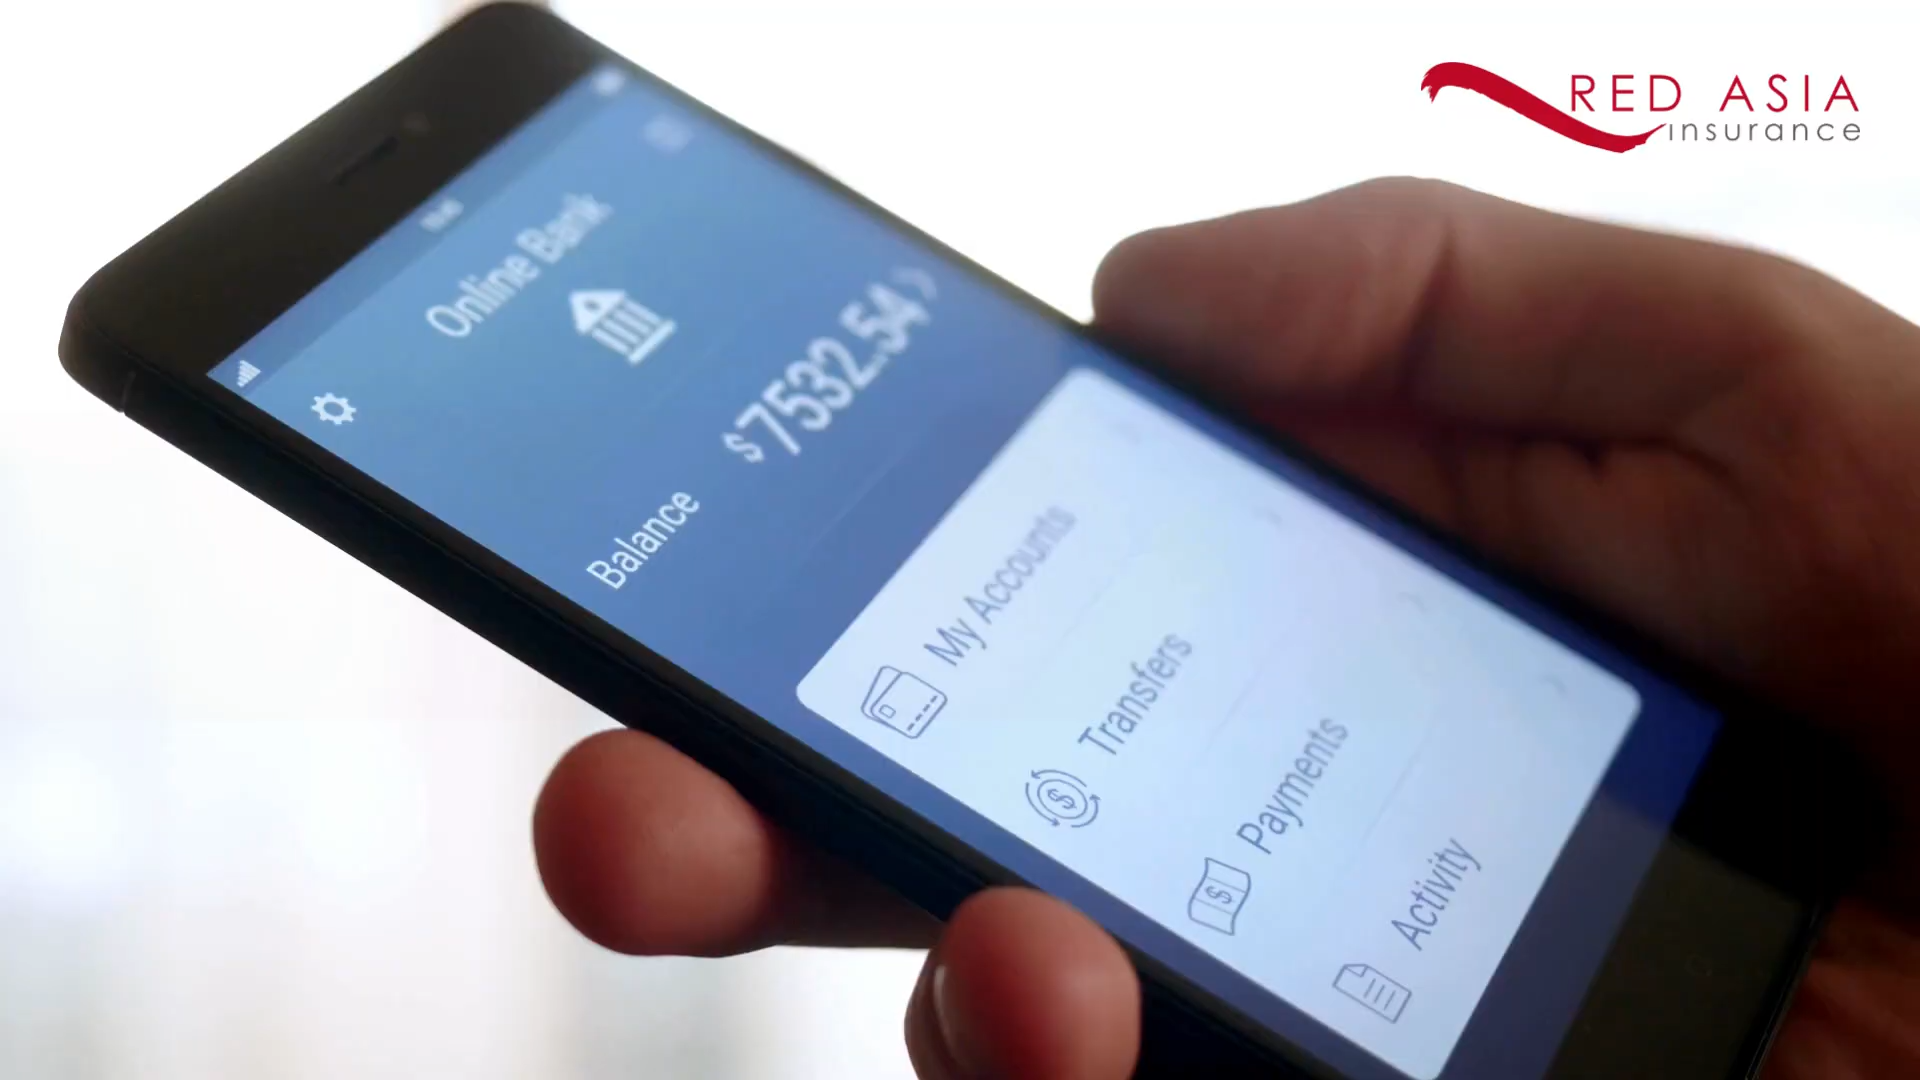 RED ASIA
insurance
Online Bank
Balance
$7532.54
My Accounts
Transfers
Payments
Activity